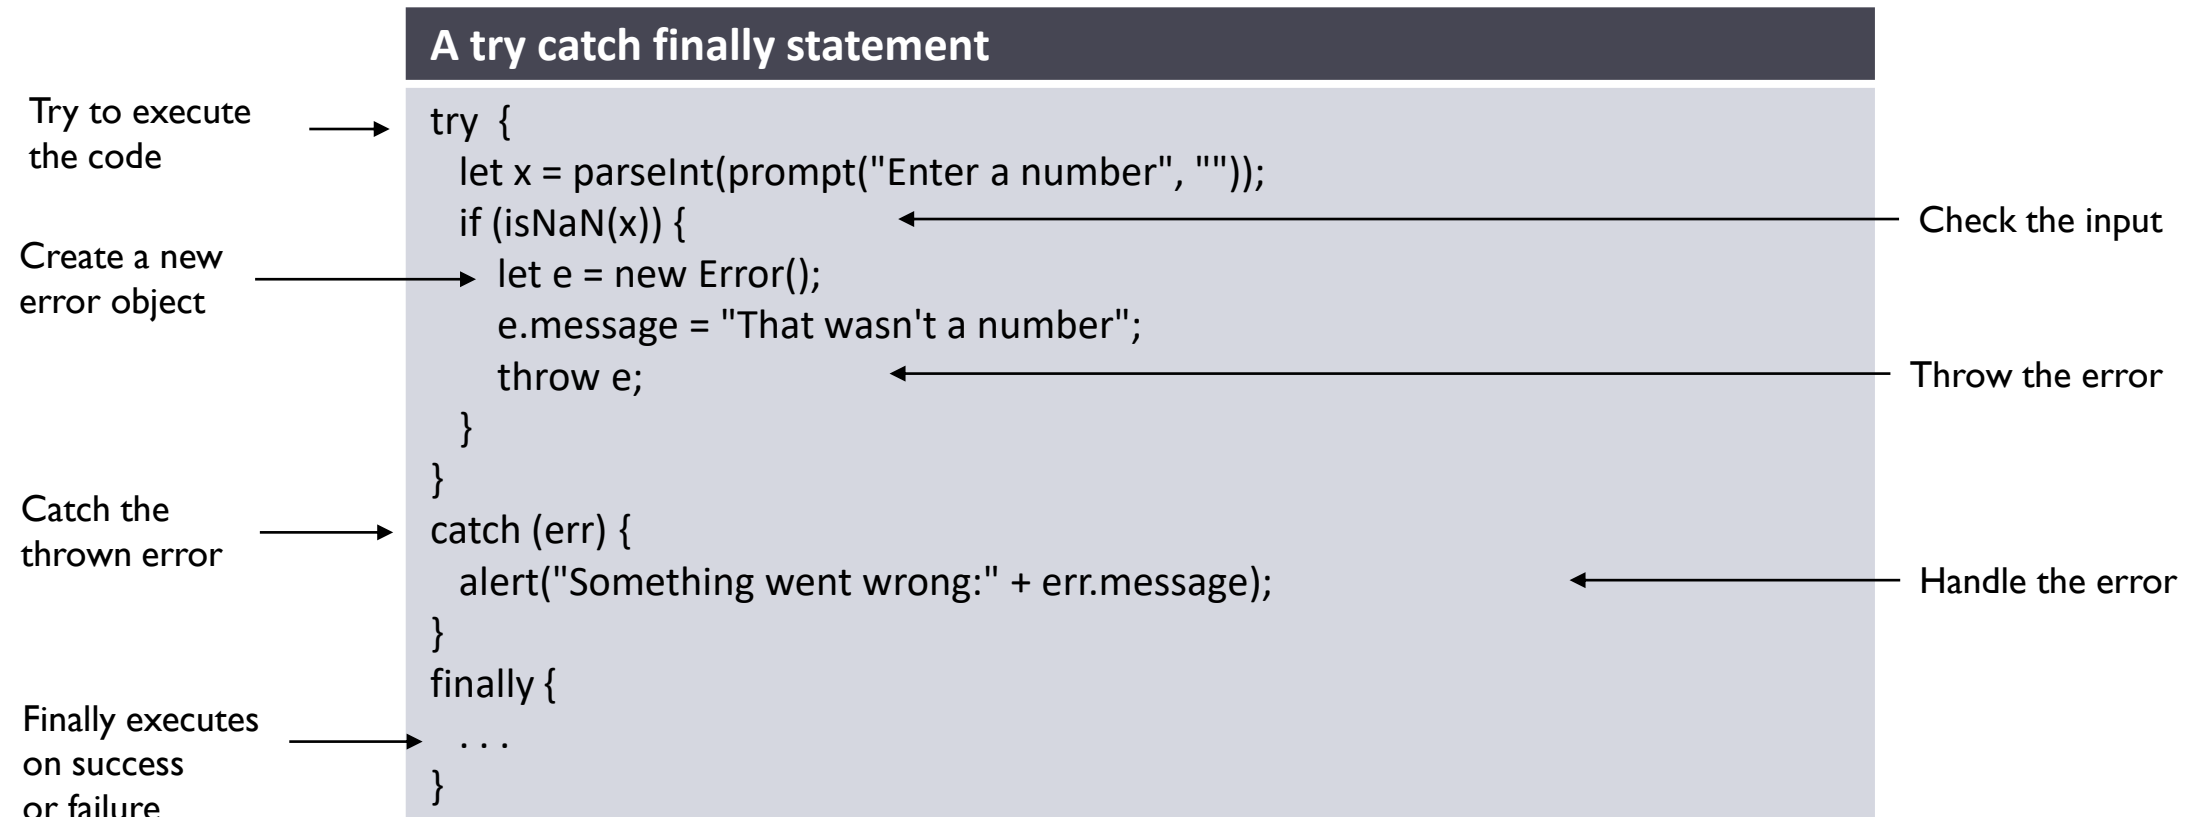 A try catch finally statement
Try to execute
the code
try {
let x = parseInt(prompt("Enter a number", ""));
if (isNaN(x)) {
Check the input
Create a new
error object
let e = new Error();
e.message = "That wasn't a number";
throw e;
Throw the error
}
}
Catch the
thrown error
catch (err) {
alert("Something went wrong:" + err.message);
Handle the error
}
finally {
Finally executes
on success
or failure
. . .
}